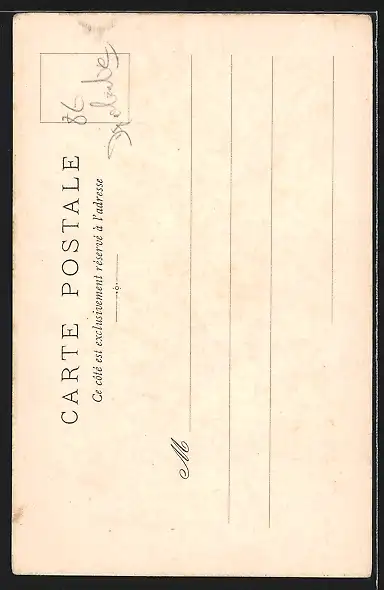 CARTE POSTALE
Ce côté est exclusivement réservé à l'adresse
M
86